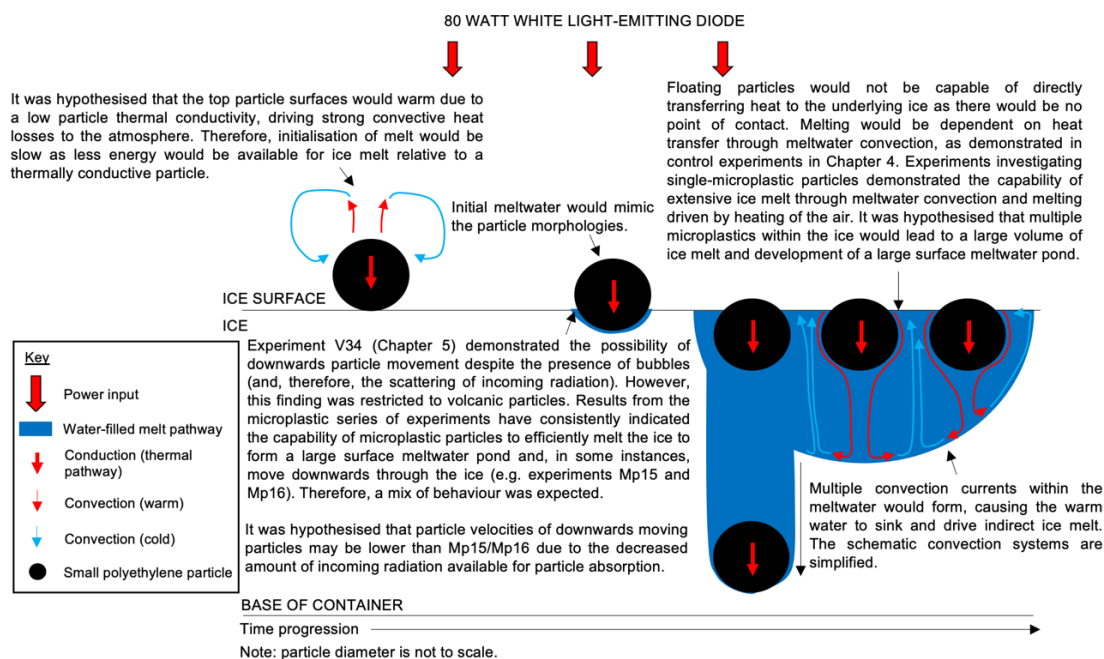 80 WATT WHITE LIGHT-EMITTING DIODE
It was hypothesised that the top particle surfaces would warm due to
a low particle thermal conductivity, driving strong convective heat
losses to the atmosphere. Therefore, initialisation of melt would be
slow as less energy would be available for ice melt relative to a
thermally conductive particle.
Initial meltwater would mimic
the particle morphologies.
Floating particles would not be capable of directly
transferring heat to the underlying ice as there would be no
point of contact. Melting would be dependent on heat
transfer through meltwater convection, as demonstrated in
control experiments in Chapter 4. Experiments investigating
single-microplastic particles demonstrated the capability of
extensive ice melt through meltwater convection and melting
driven by heating of the air. It was hypothesised that multiple
microplastics within the ice would lead to a large volume of
ice melt and development of a large surface meltwater pond.
ICE SURFACE
ICE
Key
Power input
Water-filled melt pathway
Conduction (thermal
pathway)
Convection (warm)
Convection (cold)
Small polyethylene particle
Experiment V34 (Chapter 5) demonstrated the possibility of
downwards particle movement despite the presence of bubbles
(and, therefore, the scattering of incoming radiation). However,
this finding was restricted to volcanic particles. Results from the
microplastic series of experiments have consistently indicated
the capability of microplastic particles to efficiently melt the ice to
form a large surface meltwater pond and, in some instances,
move downwards through the ice (e.g. experiments Mp15 and
Mp16). Therefore, a mix of behaviour was expected.
It was hypothesised that particle velocities of downwards moving
particles may be lower than Mp15/Mp16 due to the decreased
amount of incoming radiation available for particle absorption.
Multiple convection currents within the
meltwater would form, causing the warm
water to sink and drive indirect ice melt.
The schematic convection systems are
simplified.
BASE OF CONTAINER
Time progression
Note: particle diameter is not to scale.